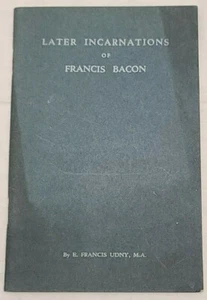 LATER INCARNATIONS
OF
FRANCIS BACON
By E. FRANCIS UDNY, M.A.